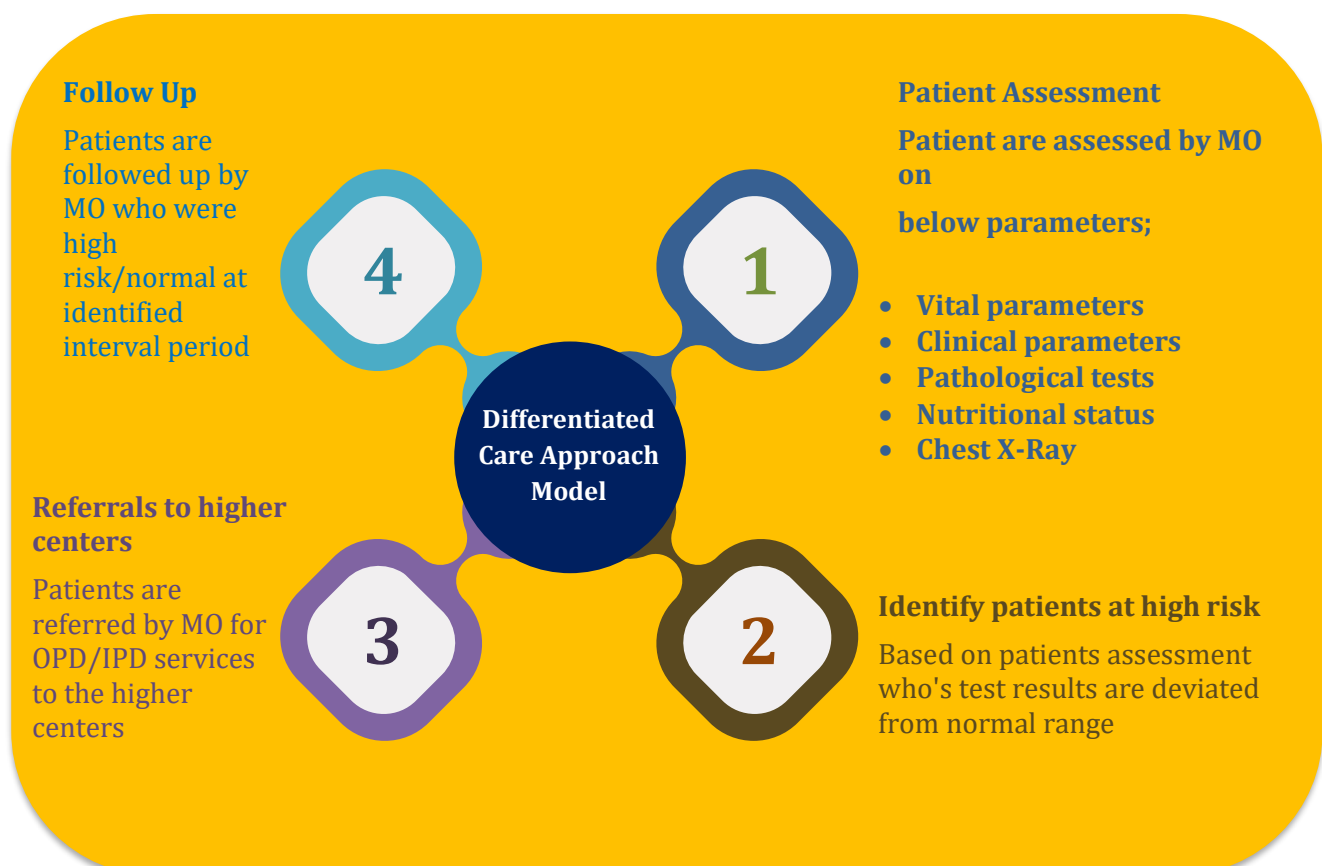 Follow Up
Patients are
followed up by
MO who were
high
risk/normal at
identified
interval period
4
Patient Assessment
Patient are assessed by MO
on
below parameters;
• Vital parameters
• Clinical parameters
• Pathological tests
• Nutritional status
• Chest X-Ray
1
Differentiated
Care Approach
Model
Referrals to higher
centers
Patients are
referred by MO for
OPD/IPD services
to the higher
centers
3
2
Identify patients at high risk
Based on patients assessment
who's test results are deviated
from normal range